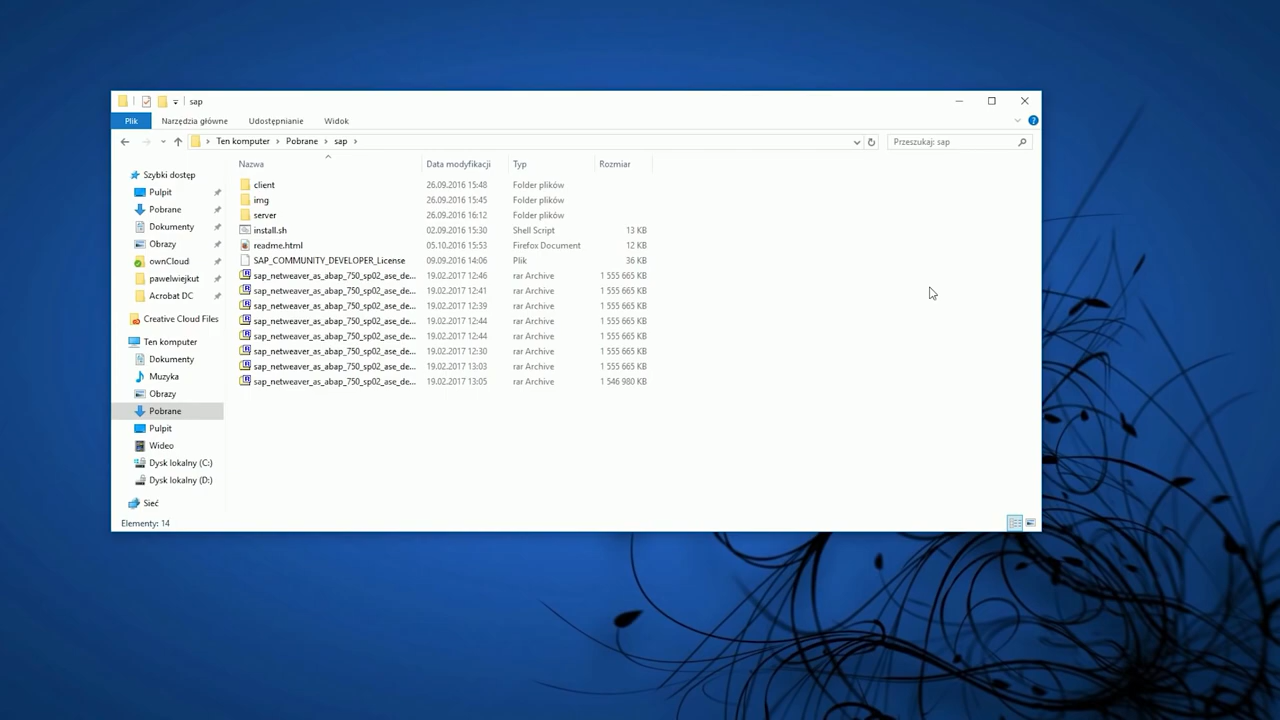 sap
Plik Narzędzia główne Udostępnianie Widok
Ten komputer Pobrane sap
Przeszukaj: sap
Nazwa Data modyfikacji Typ Rozmiar
client 26.09.2016 15:48 Folder plików
img 26.09.2016 15:45 Folder plików
server 26.09.2016 16:12 Folder plików
install.sh 02.09.2016 15:30 Shell Script 13 KB
readme.html 05.10.2016 15:53 Firefox Document 12 KB
SAP_COMMUNITY_DEVELOPER_License 09.09.2016 14:06 Plik 36 KB
sap_netweaver_as_abap_750_sp02_ase_de... 19.02.2017 12:46 rar Archive 1 555 665 KB
sap_netweaver_as_abap_750_sp02_ase_de... 19.02.2017 12:41 rar Archive 1 555 665 KB
sap_netweaver_as_abap_750_sp02_ase_de... 19.02.2017 12:39 rar Archive 1 555 665 KB
sap_netweaver_as_abap_750_sp02_ase_de... 19.02.2017 12:44 rar Archive 1 555 665 KB
sap_netweaver_as_abap_750_sp02_ase_de... 19.02.2017 12:44 rar Archive 1 555 665 KB
sap_netweaver_as_abap_750_sp02_ase_de... 19.02.2017 12:30 rar Archive 1 555 665 KB
sap_netweaver_as_abap_750_sp02_ase_de... 19.02.2017 13:03 rar Archive 1 555 665 KB
sap_netweaver_as_abap_750_sp02_ase_de... 19.02.2017 13:05 rar Archive 1 546 980 KB
Szybki dostęp
Pulpit
Pobrane
Dokumenty
Obrazy
ownCloud
pawelwiejkut
Acrobat DC
Creative Cloud Files
Ten komputer
Dokumenty
Muzyka
Obrazy
Pobrane
Pulpit
Wideo
Dysk lokalny (C:)
Dysk lokalny (D:)
Sieć
Elementy: 14